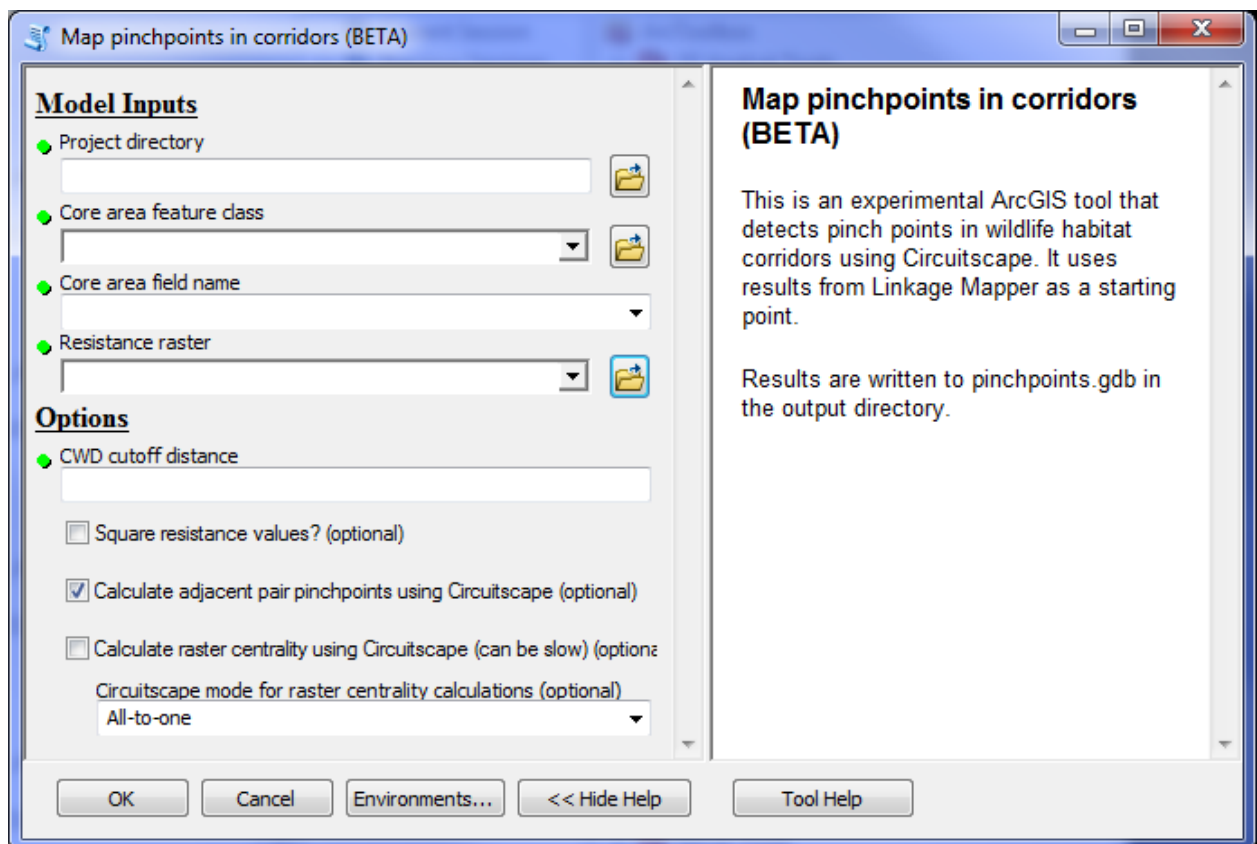 Map pinchpoints in corridors (BETA)
X
Model Inputs
Project directory
Core area feature class
Core area field name
Resistance raster
Options
CWD cutoff distance
Square resistance values? (optional)
Calculate adjacent pair pinchpoints using Circuitscape (optional)
Calculate raster centrality using Circuitscape (can be slow) (optiona
Circuitscape mode for raster centrality calculations (optional)
All-to-one
Map pinchpoints in corridors
(BETA)
This is an experimental ArcGIS tool that
detects pinch points in wildlife habitat
corridors using Circuitscape. It uses
results from Linkage Mapper as a starting
point.
Results are written to pinchpoints.gdb in
the output directory.
OK
Cancel
Environments...
<< Hide Help
Tool Help